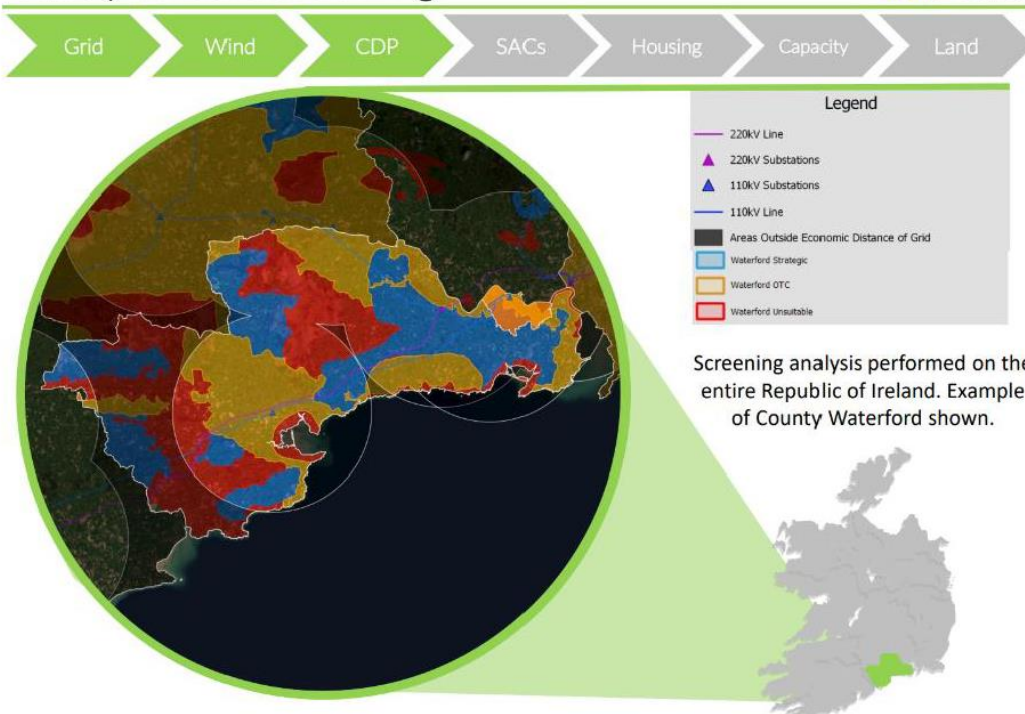 Grid
Wind
CDP
SACs
Housing
Capacity
Land
Legend
220kV Line
220kV Substations
110kV Substations
110kV Line
Areas Outside Economic Distance of Grid
Waterford Strategic
Waterford OTC
Waterford Unsuitable
Screening analysis performed on the
entire Republic of Ireland. Example
of County Waterford shown.